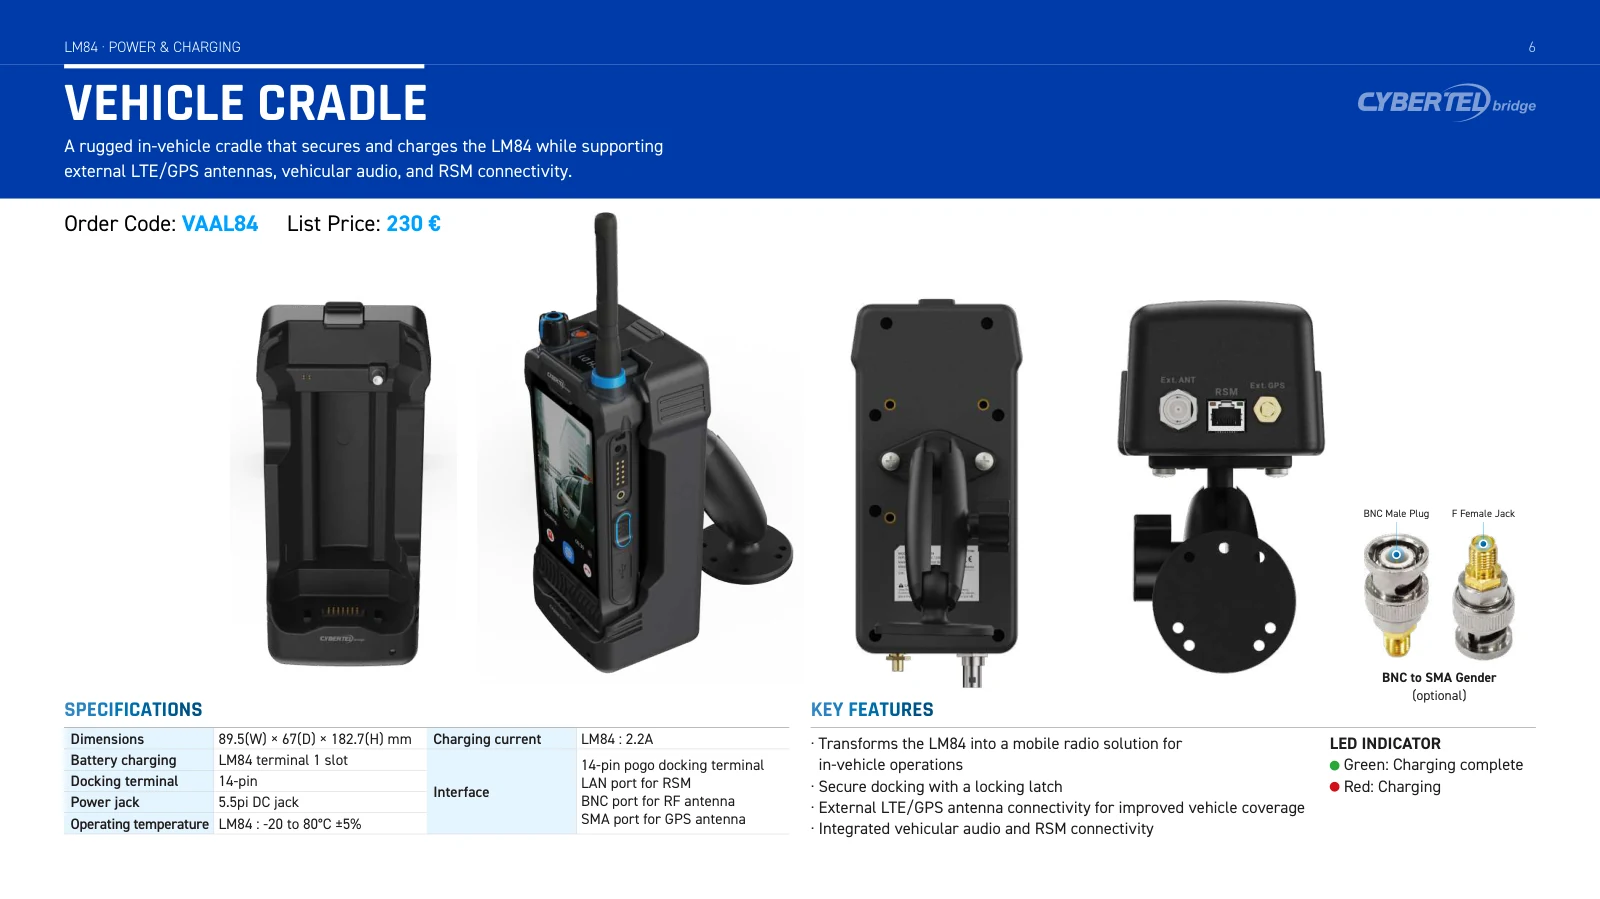 LM84 · POWER & CHARGING
6
VEHICLE CRADLE
CYBERTEL bridge
A rugged in-vehicle cradle that secures and charges the LM84 while supporting
external LTE/GPS antennas, vehicular audio, and RSM connectivity.
Order Code: VAAL84 List Price: 230 €
Ext. ANT
RSM
Ext. GPS
CYBERTEL bridge
BNC Male Plug
F Female Jack
BNC to SMA Gender
(optional)
SPECIFICATIONS
Dimensions 89.5(W) × 67(D) × 182.7(H) mm
Battery charging LM84 terminal 1 slot
Docking terminal 14-pin
Power jack 5.5pi DC jack
Operating temperature LM84 : -20 to 80°C ±5%
Charging current LM84 : 2.2A
Interface
14-pin pogo docking terminal
LAN port for RSM
BNC port for RF antenna
SMA port for GPS antenna
KEY FEATURES
· Transforms the LM84 into a mobile radio solution for
in-vehicle operations
· Secure docking with a locking latch
· External LTE/GPS antenna connectivity for improved vehicle coverage
· Integrated vehicular audio and RSM connectivity
LED INDICATOR
Green: Charging complete
Red: Charging